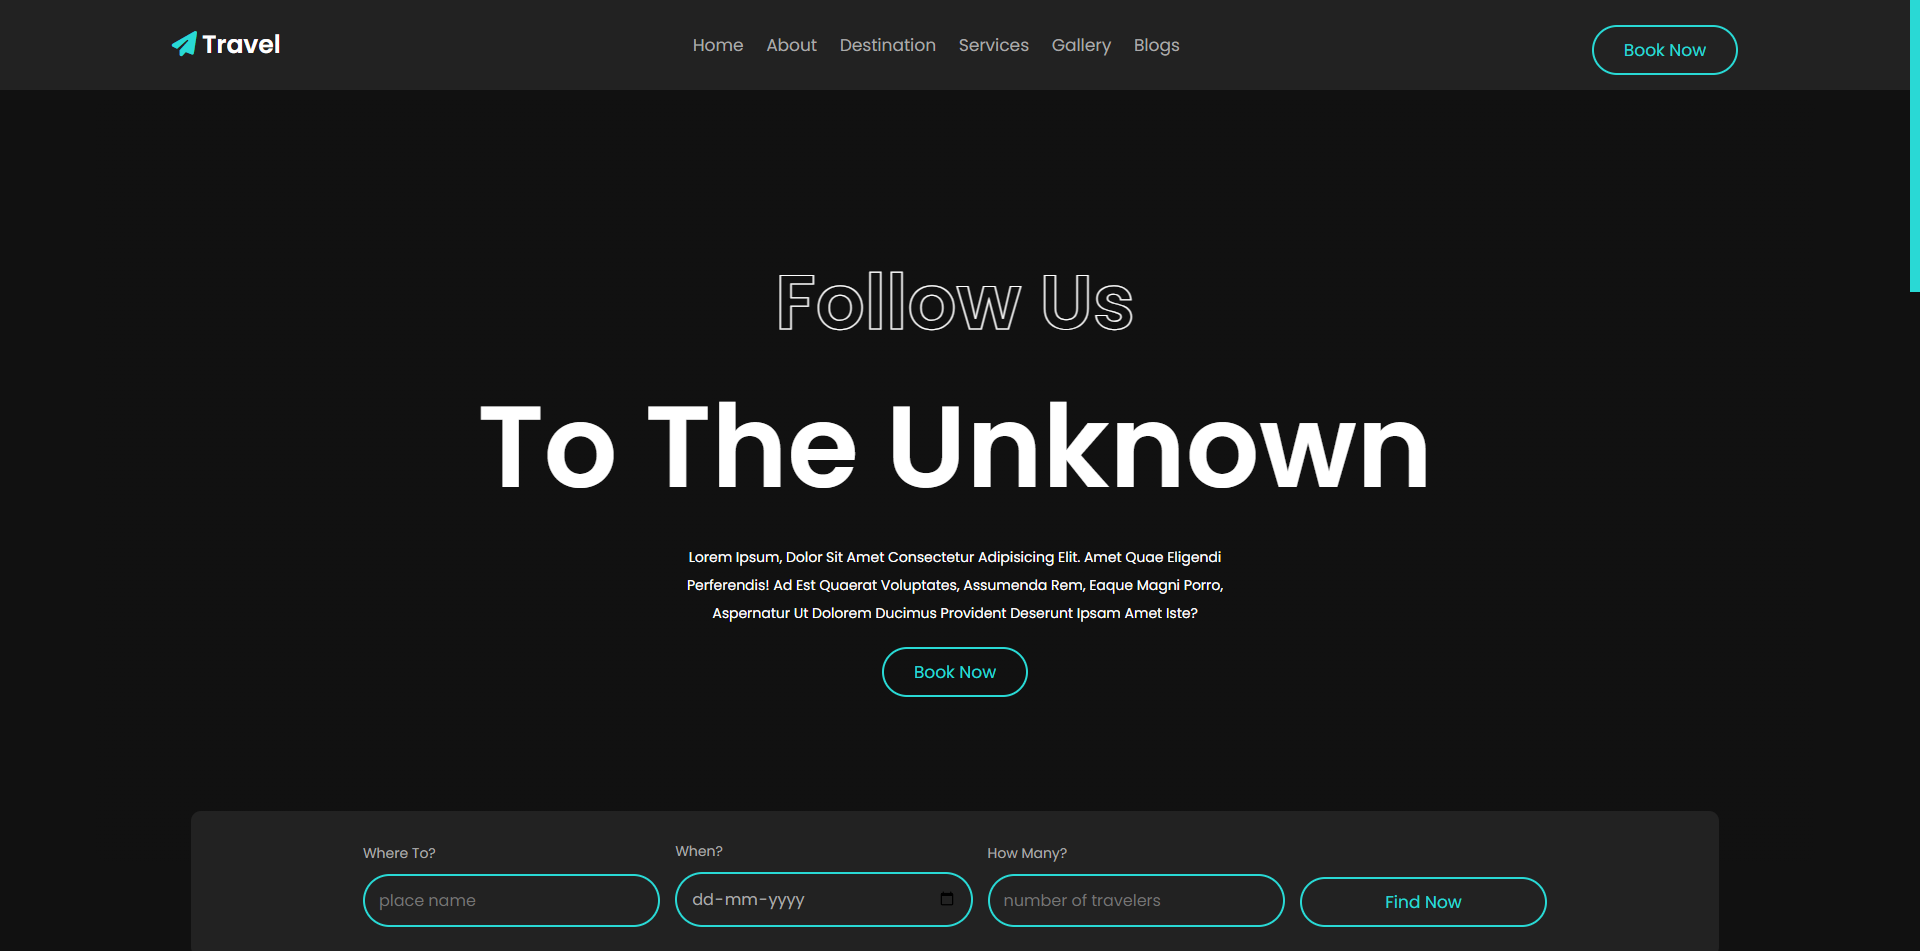 Travel
Home About Destination Services Gallery Blogs
Book Now
Follow Us
To The Unknown
Lorem Ipsum, Dolor Sit Amet Consectetur Adipisicing Elit. Amet Quae Eligendi
Perferendis! Ad Est Quaerat Voluptates, Assumenda Rem, Eaque Magni Porro,
Aspernatur Ut Dolorem Ducimus Provident Deserunt Ipsam Amet Iste?
Book Now
Where To?
place name
When?
dd-mm-yyyy
How Many?
number of travelers
Find Now